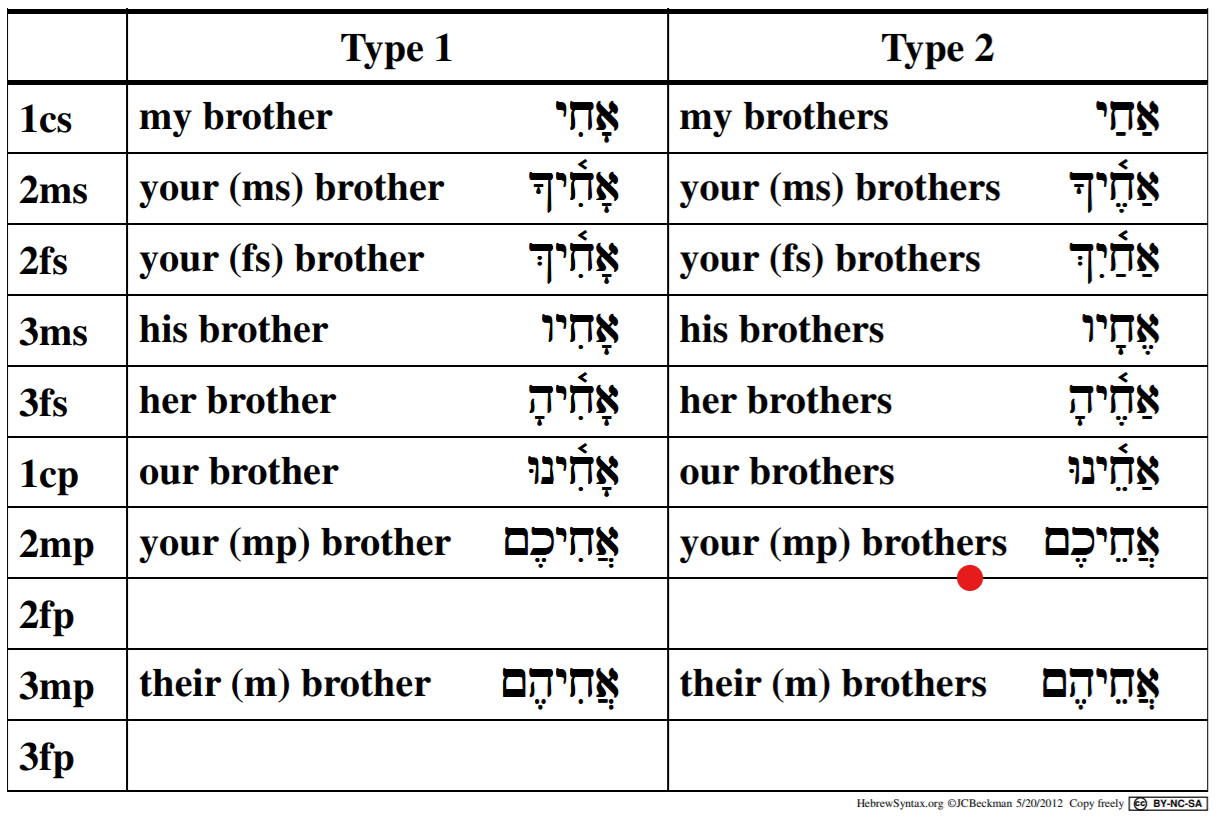 Type 1 Type 2
1cs my brother אָחִי my brothers אַחַי
2ms your (ms) brother אָחִ֫יךָ your (ms) brothers אַחֶ֫יךָ
2fs your (fs) brother אָחִ֫יךְ your (fs) brothers אַחַ֫יִךְ
3ms his brother אָחִיו his brothers אֶחָיו
3fs her brother אָחִ֫יהָ her brothers אַחֶ֫יהָ
1cp our brother אָחִ֫ינוּ our brothers אַחֵ֫ינוּ
2mp your (mp) brother אֲחִיכֶם your (mp) brothers אֲחֵיכֶם
2fp
3mp their (m) brother אֲחִיהֶם their (m) brothers אֲחֵיהֶם
3fp
HebrewSyntax.org ©JCBeckman 5/20/2012 Copy freely cc BY-NC-SA